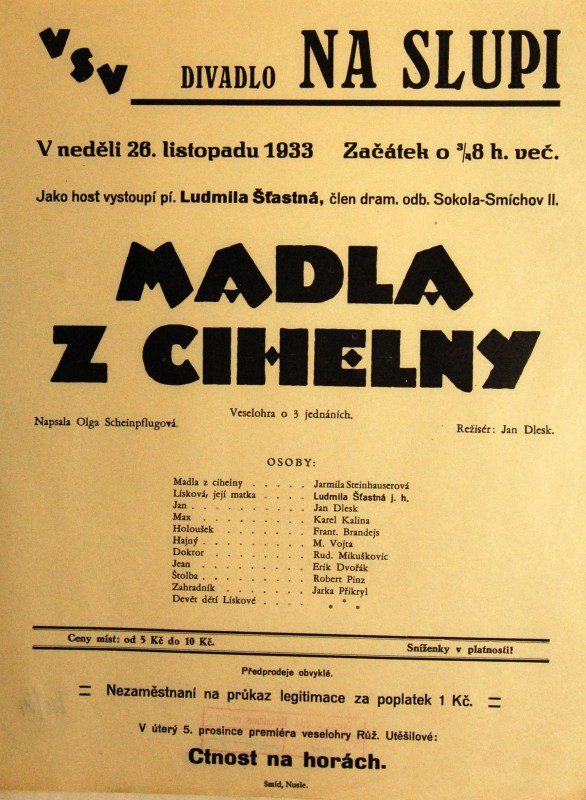 VSV
DIVADLO NA SLUPI
V neděli 26. listopadu 1933 Začátek o ¾8 h. več.
Jako host vystoupí pí. Ludmila Šťastná, člen dram. odb. Sokola-Smíchov II.
MADLA
Z CIHELNY
Veselohra o 3 jednáních.
Napsala Olga Scheinpflugová.
Režisér: Jan Dlesk.
OSOBY:
Madla z cihelny . . . . . Jarmila Steinhauserová
Lísková, její matka . . . . Ludmila Šťastná j. h.
Jan . . . . . . . . . Jan Dlesk
Max . . . . . . . . Karel Kalina
Holoušek . . . . . . . Frant. Brandejs
Hajný . . . . . . . . M. Vojta
Doktor . . . . . . . Rud. Mikuškovic
Jean . . . . . . . . Erik Dvořák
Štolba . . . . . . . . Robert Pinz
Zahradník . . . . . . Jarka Přikryl
Devět dětí Lískové . . . . * * *
Ceny míst: od 5 Kč do 10 Kč.
Sníženky v platnosti!
Předprodeje obvyklé.
= Nezaměstnaní na průkaz legitimace za poplatek 1 Kč. =
V úterý 5. prosince premiéra veselohry Růž. Utěšilové:
Ctnost na horách.
Šmíd, Nusle.